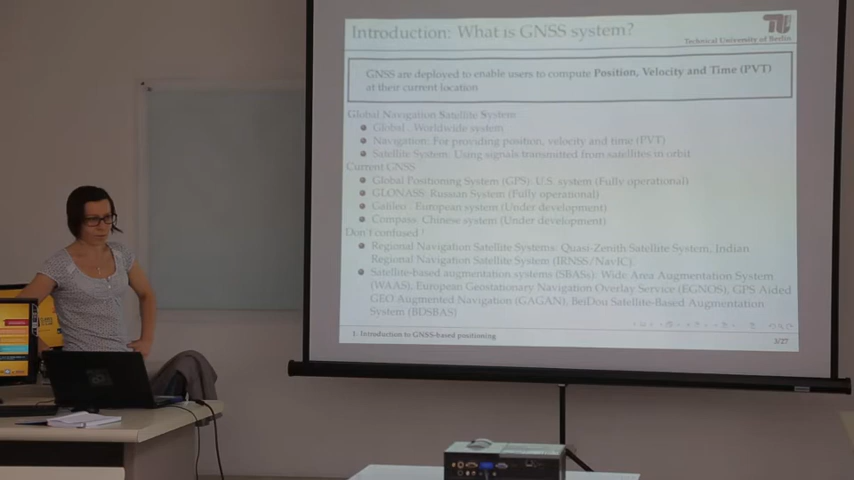 Introduction: What is GNSS system?
Technical University of Berlin
GNSS are deployed to enable users to compute Position, Velocity and Time (PVT)
at their current location
Global Navigation Satellite System
Global: Worldwide system
Navigation: For providing position, velocity and time (PVT)
Satellite System: Using signals transmitted from satellites in orbit
Current GNSS
Global Positioning System (GPS): U.S. system (Fully operational)
GLONASS: Russian System (Fully operational)
Galileo: European system (Under development)
Compass: Chinese system (Under development)
Don't confused !
Regional Navigation Satellite Systems: Quasi-Zenith Satellite System, Indian
Regional Navigation Satellite System (IRNSS/NavIC).
Satellite-based augmentation systems (SBASs): Wide Area Augmentation System
(WAAS), European Geostationary Navigation Overlay Service (EGNOS), GPS Aided
GEO Augmented Navigation (GAGAN), BeiDou Satellite-Based Augmentation
System (BDSBAS)
1. Introduction to GNSS-based positioning
3/27